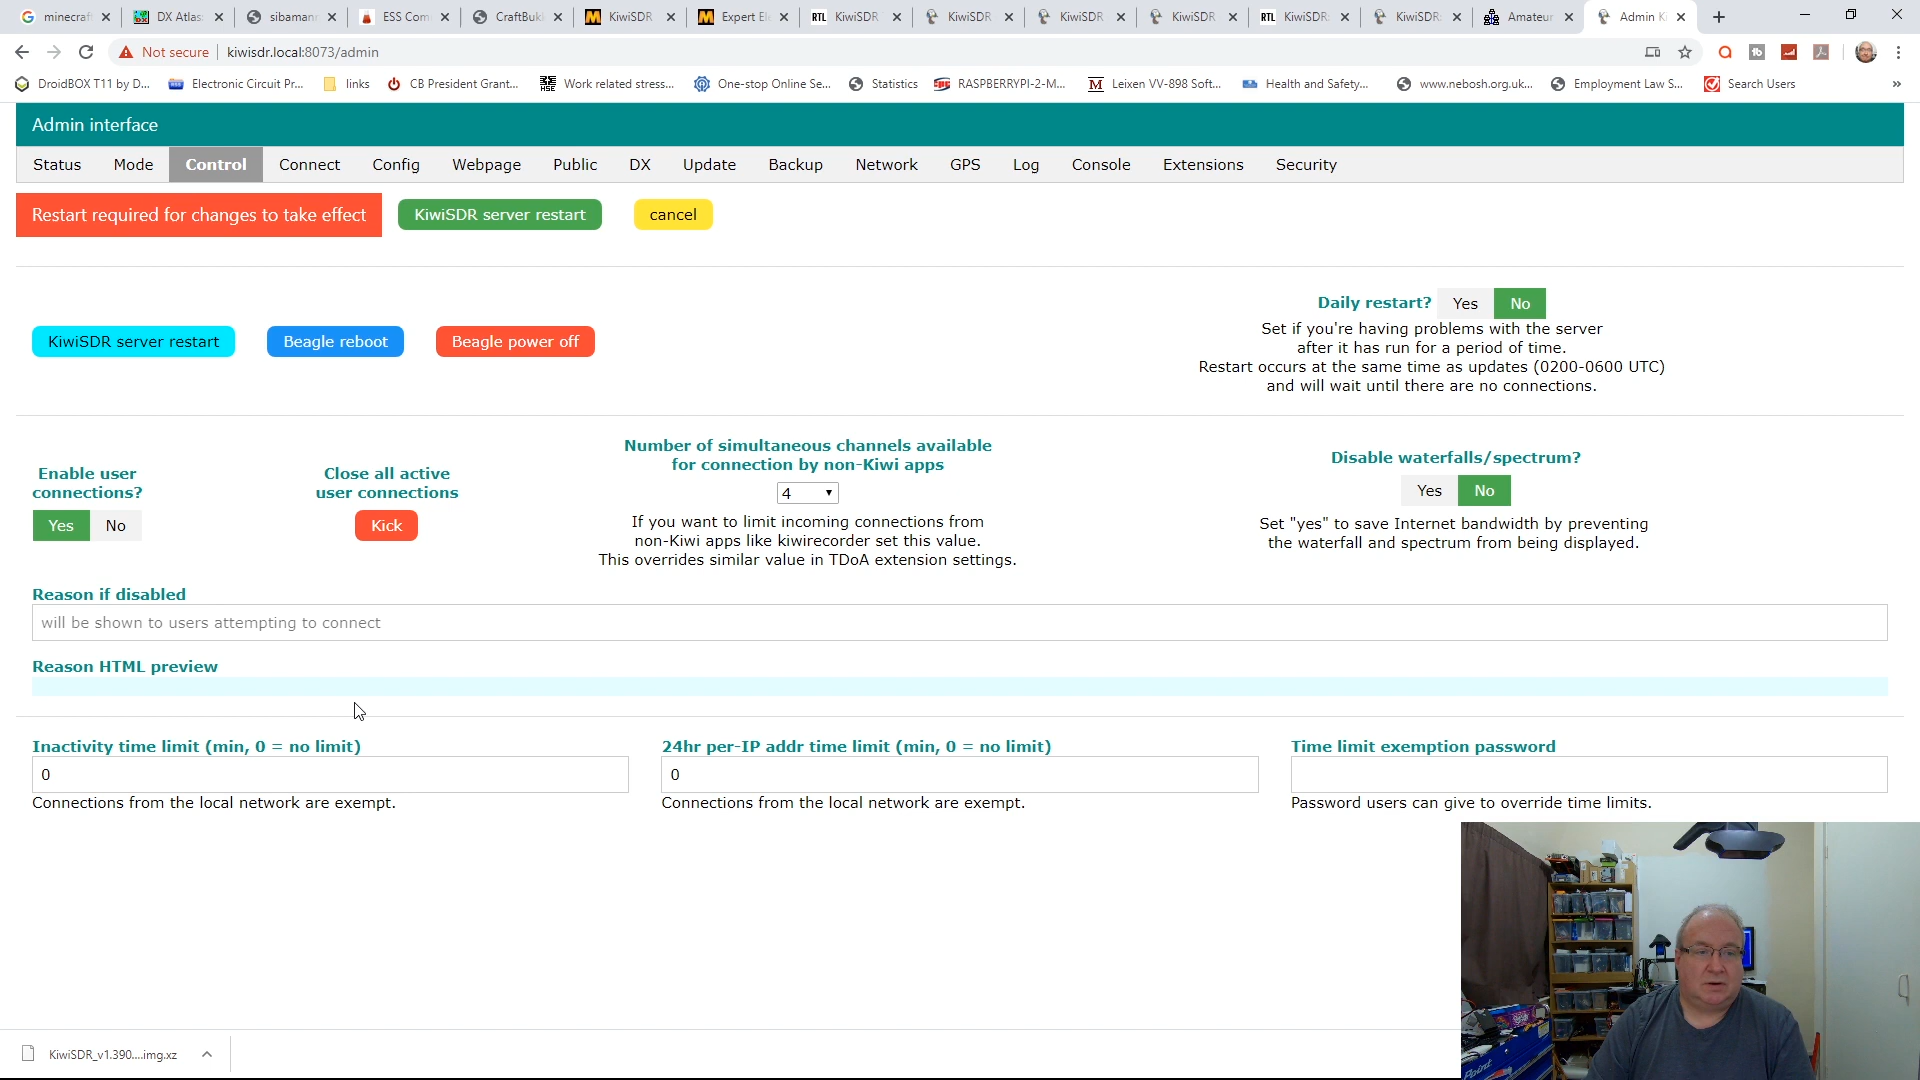 minecraf
DX Atlas
sibamann
ESS Com
CraftBuk
KiwiSDR
Expert El
RTL KiwiSDR
KiwiSDR
KiwiSDR
KiwiSDR
RTL KiwiSDR:
KiwiSDR:
Amateur
Admin K
Not secure
kiwisdr.local:8073/admin
DroidBOX T11 by D...
Electronic Circuit Pr...
links
CB President Grant...
HSE Work related stress...
One-stop Online Se...
Statistics
RASPBERRYPI-2-M...
Leixen VV-898 Soft...
Health and Safety...
www.nebosh.org.uk...
Employment Law S...
Search Users
Admin interface
Status Mode Control Connect Config Webpage Public DX Update Backup Network GPS Log Console Extensions Security
Restart required for changes to take effect
KiwiSDR server restart
cancel
KiwiSDR server restart
Beagle reboot
Beagle power off
Daily restart? Yes No
Set if you're having problems with the server
after it has run for a period of time.
Restart occurs at the same time as updates (0200-0600 UTC)
and will wait until there are no connections.
Enable user
connections?
Yes No
Close all active
user connections
Kick
Number of simultaneous channels available
for connection by non-Kiwi apps
4
If you want to limit incoming connections from
non-Kiwi apps like kiwirecorder set this value.
This overrides similar value in TDoA extension settings.
Disable waterfalls/spectrum?
Yes No
Set "yes" to save Internet bandwidth by preventing
the waterfall and spectrum from being displayed.
Reason if disabled
will be shown to users attempting to connect
Reason HTML preview
Inactivity time limit (min, 0 = no limit)
0
Connections from the local network are exempt.
24hr per-IP addr time limit (min, 0 = no limit)
0
Connections from the local network are exempt.
Time limit exemption password
Password users can give to override time limits.
KiwiSDR_v1.390....img.xz